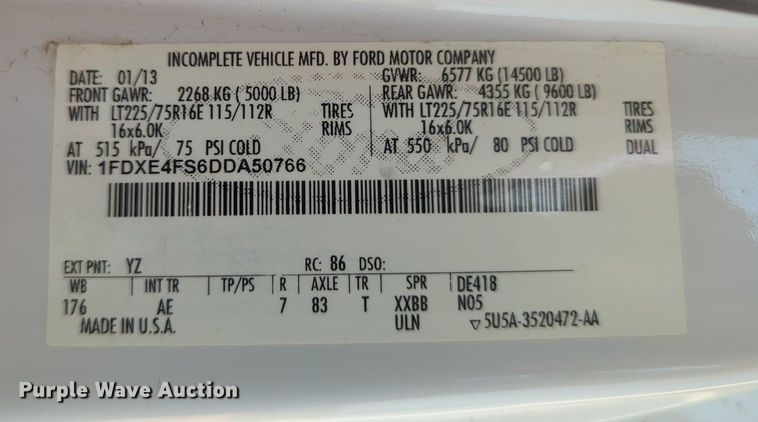 INCOMPLETE VEHICLE MFD. BY FORD MOTOR COMPANY
DATE: 01/13 GVWR: 6577 KG (14500 LB)
FRONT GAWR: 2268 KG ( 5000 LB) REAR GAWR: 4355 KG ( 9600 LB)
WITH LT225/75R16E 115/112R TIRES WITH LT225/75R16E 115/112R TIRES
16x6.0K RIMS 16x6.0K RIMS
AT 515 kPa/ 75 PSI COLD AT 550 kPa/ 80 PSI COLD DUAL
VIN: 1FDXE4FS6DDA50766
EXT PNT: YZ RC: 86 DSO:
WB INT TR TP/PS R AXLE TR SPR DE418
176 AE 7 83 T XXBB N05
MADE IN U.S.A. ULN ▽5U5A-3520472-AA
Purple Wave Auction